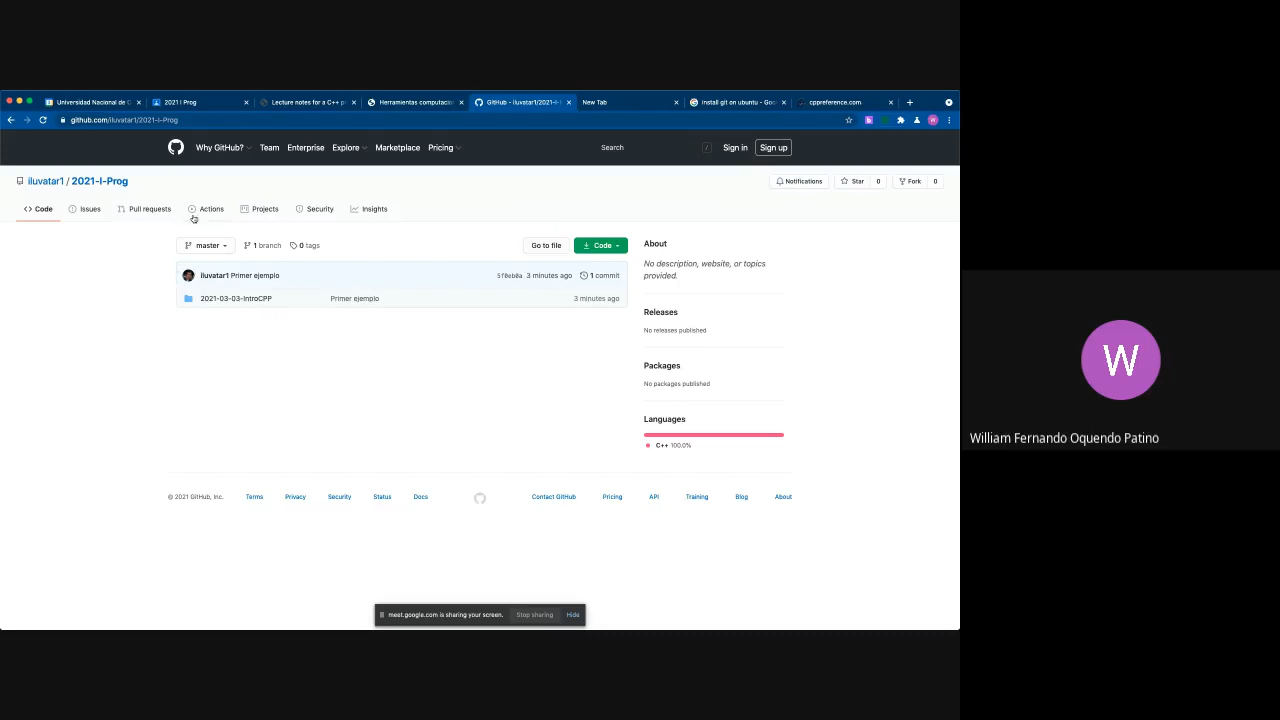 Universidad Nacional de C
2021 I Prog
Lecture notes for a C++ p
Herramientas computacio
GitHub - iluvatar1/2021-I-
New Tab
install git on ubuntu - Goo
cppreference.com
github.com/iluvatar1/2021-I-Prog
Why GitHub?
Team
Enterprise
Explore
Marketplace
Pricing
Search
/
Sign in
Sign up
iluvatar1 / 2021-I-Prog
Notifications
Star 0
Fork 0
Code
Issues
Pull requests
Actions
Projects
Security
Insights
master
1 branch
0 tags
Go to file
Code
iluvatar1 Primer ejemplo
5f0eb0a 3 minutes ago
1 commit
2021-03-03-IntroCPP
Primer ejemplo
3 minutes ago
About
No description, website, or topics
provided.
Releases
No releases published
Packages
No packages published
Languages
C++ 100.0%
© 2021 GitHub, Inc.
Terms
Privacy
Security
Status
Docs
Contact GitHub
Pricing
API
Training
Blog
About
meet.google.com is sharing your screen.
Stop sharing
Hide
W
William Fernando Oquendo Patino